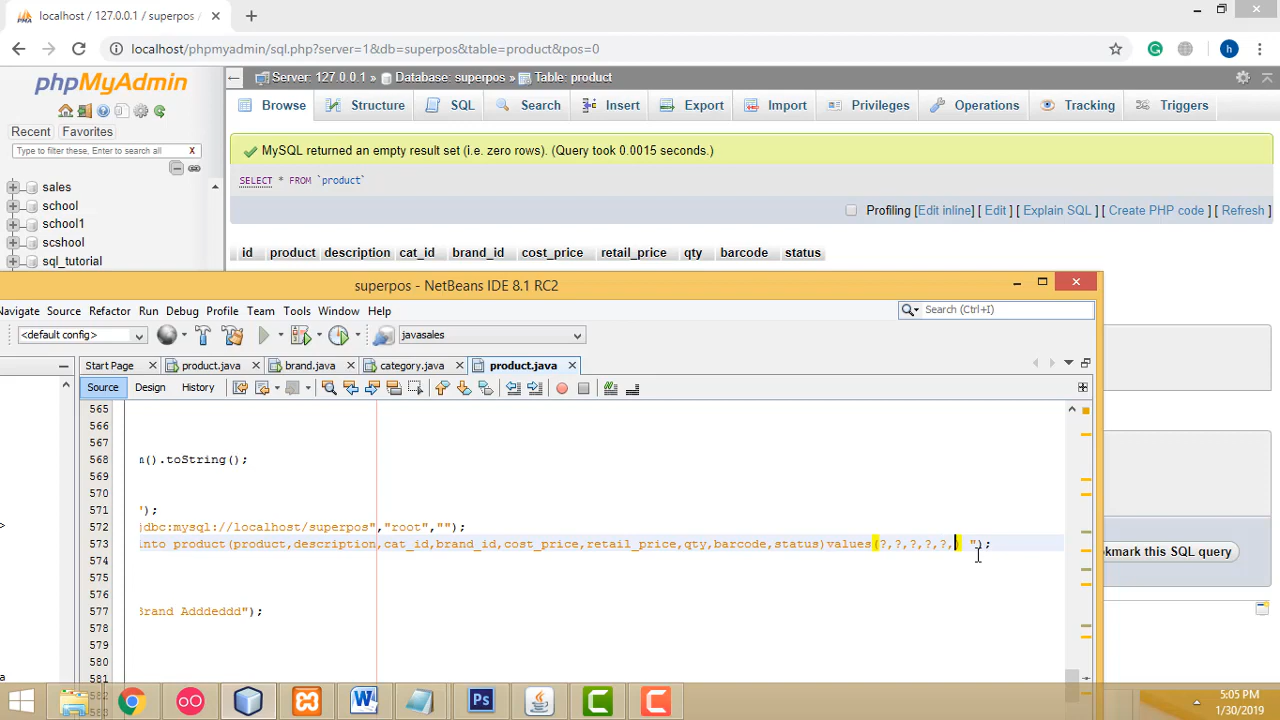 localhost / 127.0.0.1 / superpos
localhost/phpmyadmin/sql.php?server=1&db=superpos&table=product&pos=0
h
phpMyAdmin
Recent Favorites
Type to filter these, Enter to search all X
sales
school
school1
scshool
sql_tutorial
Server: 127.0.0.1 » Database: superpos » Table: product
Browse Structure SQL Search Insert Export Import Privileges Operations Tracking Triggers
MySQL returned an empty result set (i.e. zero rows). (Query took 0.0015 seconds.)
SELECT * FROM `product`
Profiling [Edit inline] [ Edit ] [ Explain SQL ] [ Create PHP code ] [ Refresh ]
id product description cat_id brand_id cost_price retail_price qty barcode status
superpos - NetBeans IDE 8.1 RC2
Navigate Source Refactor Run Debug Profile Team Tools Window Help
Search (Ctrl+I)
<default config>
javasales
Start Page product.java brand.java category.java product.java
Source Design History
565
566
567
568 m().toString();
569
570
571 ");
572 jdbc:mysql://localhost/superpos","root","");
573 into product(product,description,cat_id,brand_id,cost_price,retail_price,qty,barcode,status)values(?,?,?,?,?,) ");
574
575
576
577 Brand Adddeddd");
578
579
580
581
582
583
kmark this SQL query
5:05 PM
1/30/2019